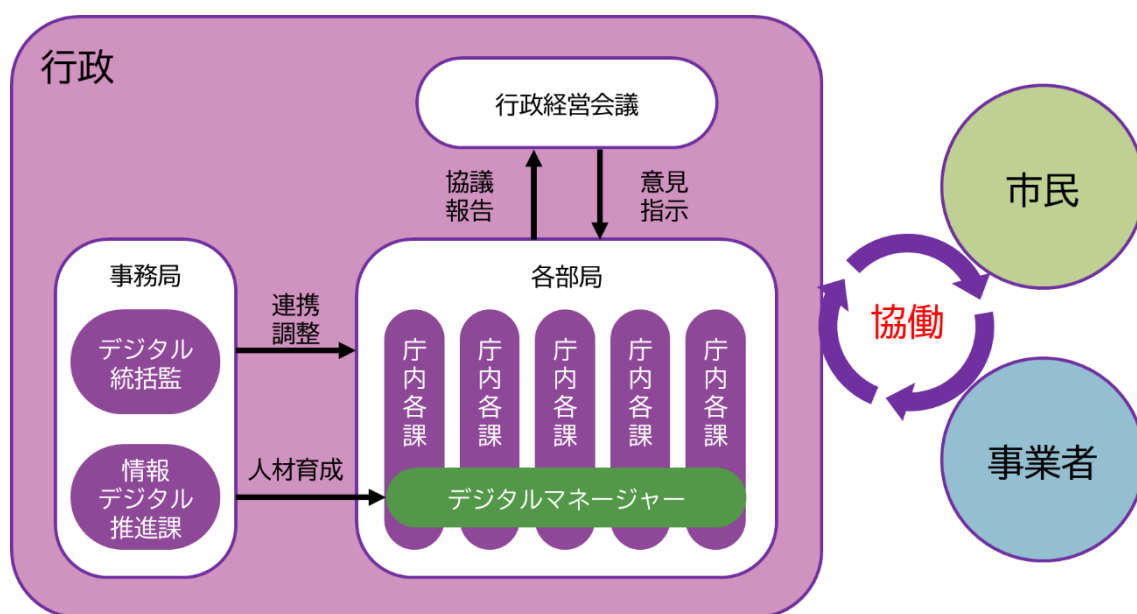 行政
行政経営会議
協議
報告
意見
指示
事務局
デジタル
統括監
情報
デジタル
推進課
連携
調整
人材育成
各部局
庁内各課
庁内各課
庁内各課
庁内各課
庁内各課
デジタルマネージャー
市民
協働
事業者